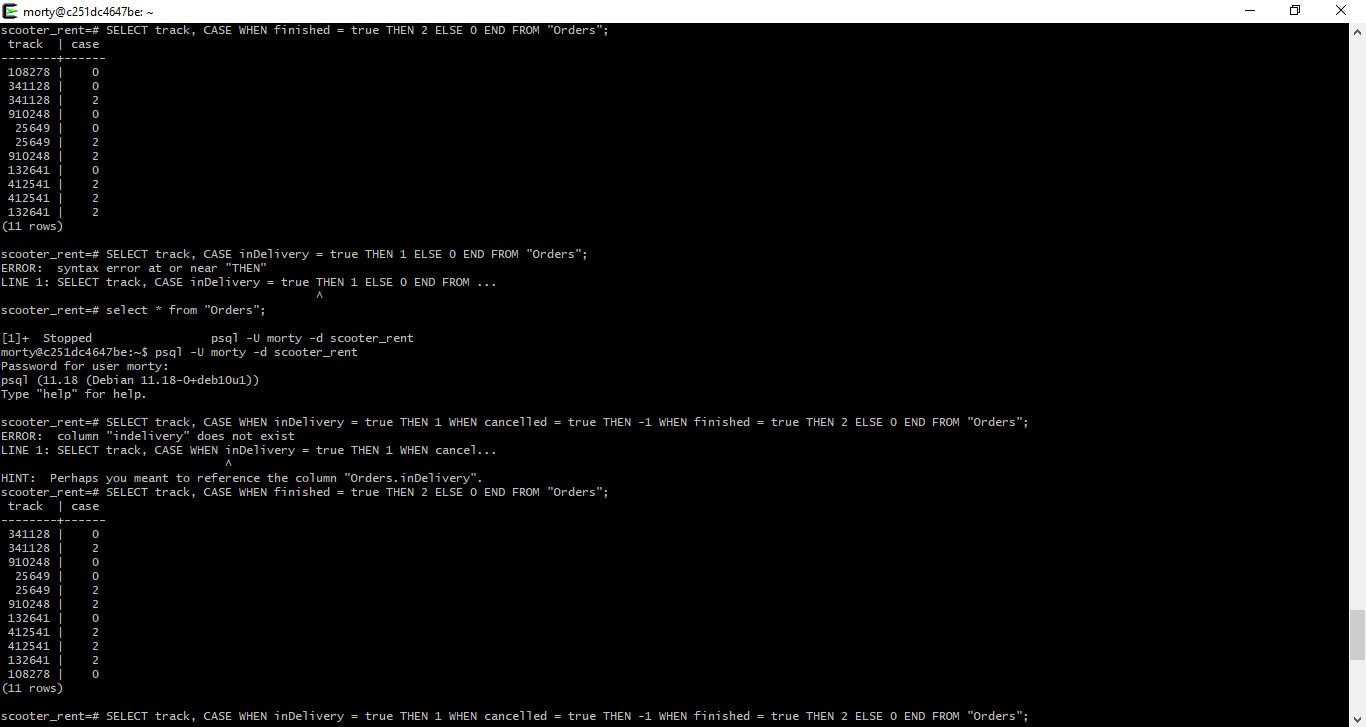 morty@c251dc4647be: ~
scooter_rent=# SELECT track, CASE WHEN finished = true THEN 2 ELSE 0 END FROM "Orders";
 track  | case
--------+------
 108278 |    0
 341128 |    0
 341128 |    2
 910248 |    0
  25649 |    0
  25649 |    2
 910248 |    2
 132641 |    0
 412541 |    2
 412541 |    2
 132641 |    2
(11 rows)

scooter_rent=# SELECT track, CASE inDelivery = true THEN 1 ELSE 0 END FROM "Orders";
ERROR:  syntax error at or near "THEN"
LINE 1: SELECT track, CASE inDelivery = true THEN 1 ELSE 0 END FROM ...
                                             ^
scooter_rent=# select * from "Orders";

[1]+  Stopped                 psql -U morty -d scooter_rent
morty@c251dc4647be:~$ psql -U morty -d scooter_rent
Password for user morty:
psql (11.18 (Debian 11.18-0+deb10u1))
Type "help" for help.

scooter_rent=# SELECT track, CASE WHEN inDelivery = true THEN 1 WHEN cancelled = true THEN -1 WHEN finished = true THEN 2 ELSE 0 END FROM "Orders";
ERROR:  column "indelivery" does not exist
LINE 1: SELECT track, CASE WHEN inDelivery = true THEN 1 WHEN cancel...
                                ^
HINT:  Perhaps you meant to reference the column "Orders.inDelivery".
scooter_rent=# SELECT track, CASE WHEN finished = true THEN 2 ELSE 0 END FROM "Orders";
 track  | case
--------+------
 341128 |    0
 341128 |    2
 910248 |    0
  25649 |    0
  25649 |    2
 910248 |    2
 132641 |    0
 412541 |    2
 412541 |    2
 132641 |    2
 108278 |    0
(11 rows)

scooter_rent=# SELECT track, CASE WHEN inDelivery = true THEN 1 WHEN cancelled = true THEN -1 WHEN finished = true THEN 2 ELSE 0 END FROM "Orders";